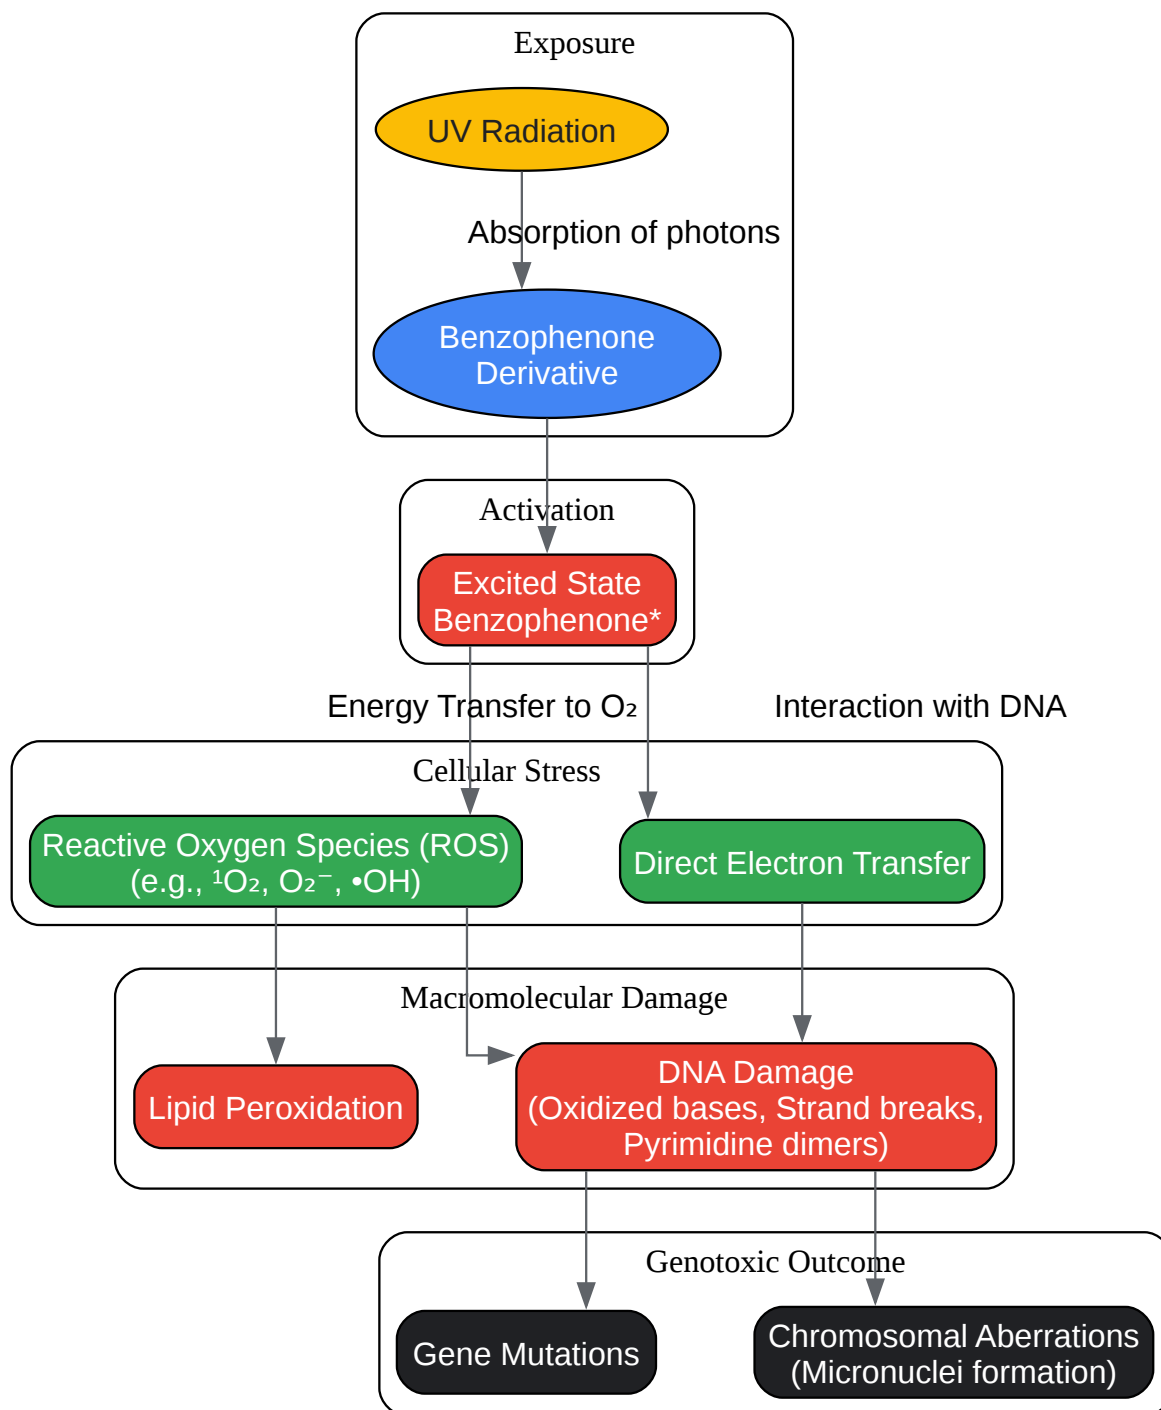 Exposure
UV Radiation
Absorption of photons
Benzophenone
Derivative
Activation
Excited State
Benzophenone*
Energy Transfer to O₂
Interaction with DNA
Cellular Stress
Reactive Oxygen Species (ROS)
(e.g., ¹O₂, O₂⁻, •OH)
Direct Electron Transfer
Macromolecular Damage
Lipid Peroxidation
DNA Damage
(Oxidized bases, Strand breaks,
Pyrimidine dimers)
Genotoxic Outcome
Gene Mutations
Chromosomal Aberrations
(Micronuclei formation)